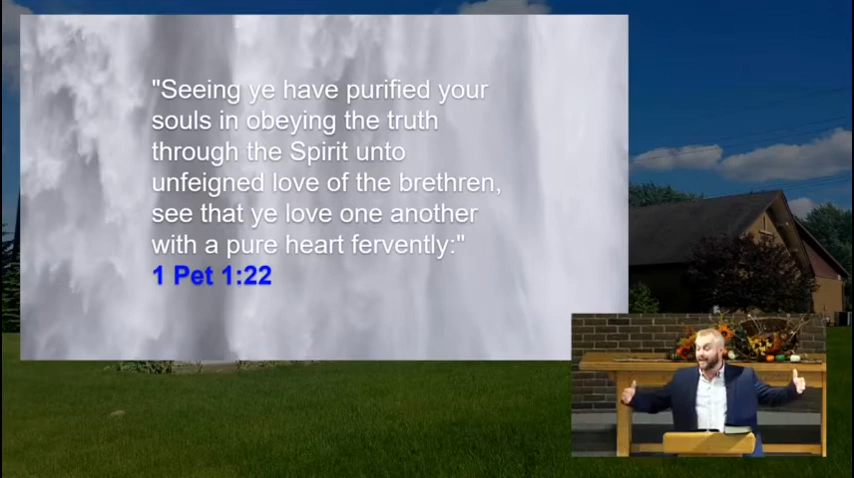 "Seeing ye have purified your
souls in obeying the truth
through the Spirit unto
unfeigned love of the brethren,
see that ye love one another
with a pure heart fervently:"
1 Pet 1:22